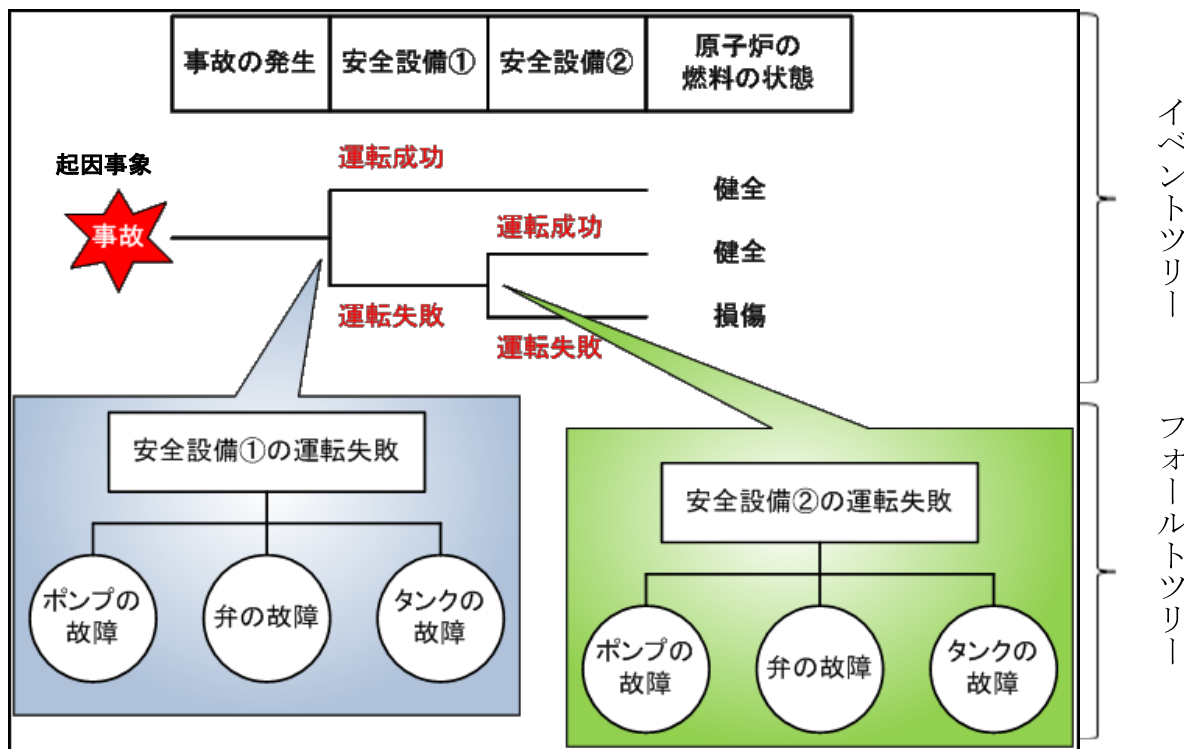 事故の発生
安全設備①
安全設備②
原子炉の
燃料の状態
起因事象
事故
運転成功
健全
運転成功
健全
運転失敗
損傷
運転失敗
イベントツリー
安全設備①の運転失敗
ポンプの
故障
弁の故障
タンクの
故障
安全設備②の運転失敗
ポンプの
故障
弁の故障
タンクの
故障
フォールトツリー